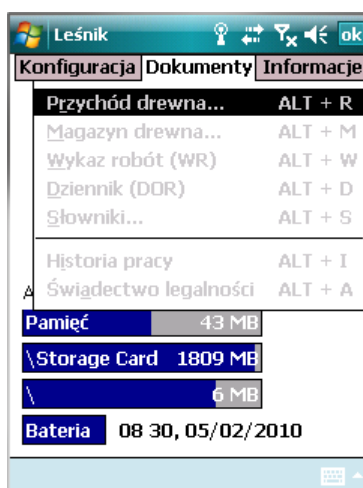 Leśnik ok
Konfiguracja Dokumenty Informacje
Przychód drewna... ALT + R
Magazyn drewna... ALT + M
Wykaz robót (WR) ALT + W
Dziennik (DOR) ALT + D
Słowniki... ALT + S
Historia pracy ALT + I
A Świadectwo legalności ALT + A
Pamięć 43 MB
\Storage Card 1809 MB
\ 6 MB
Bateria 08 30, 05/02/2010